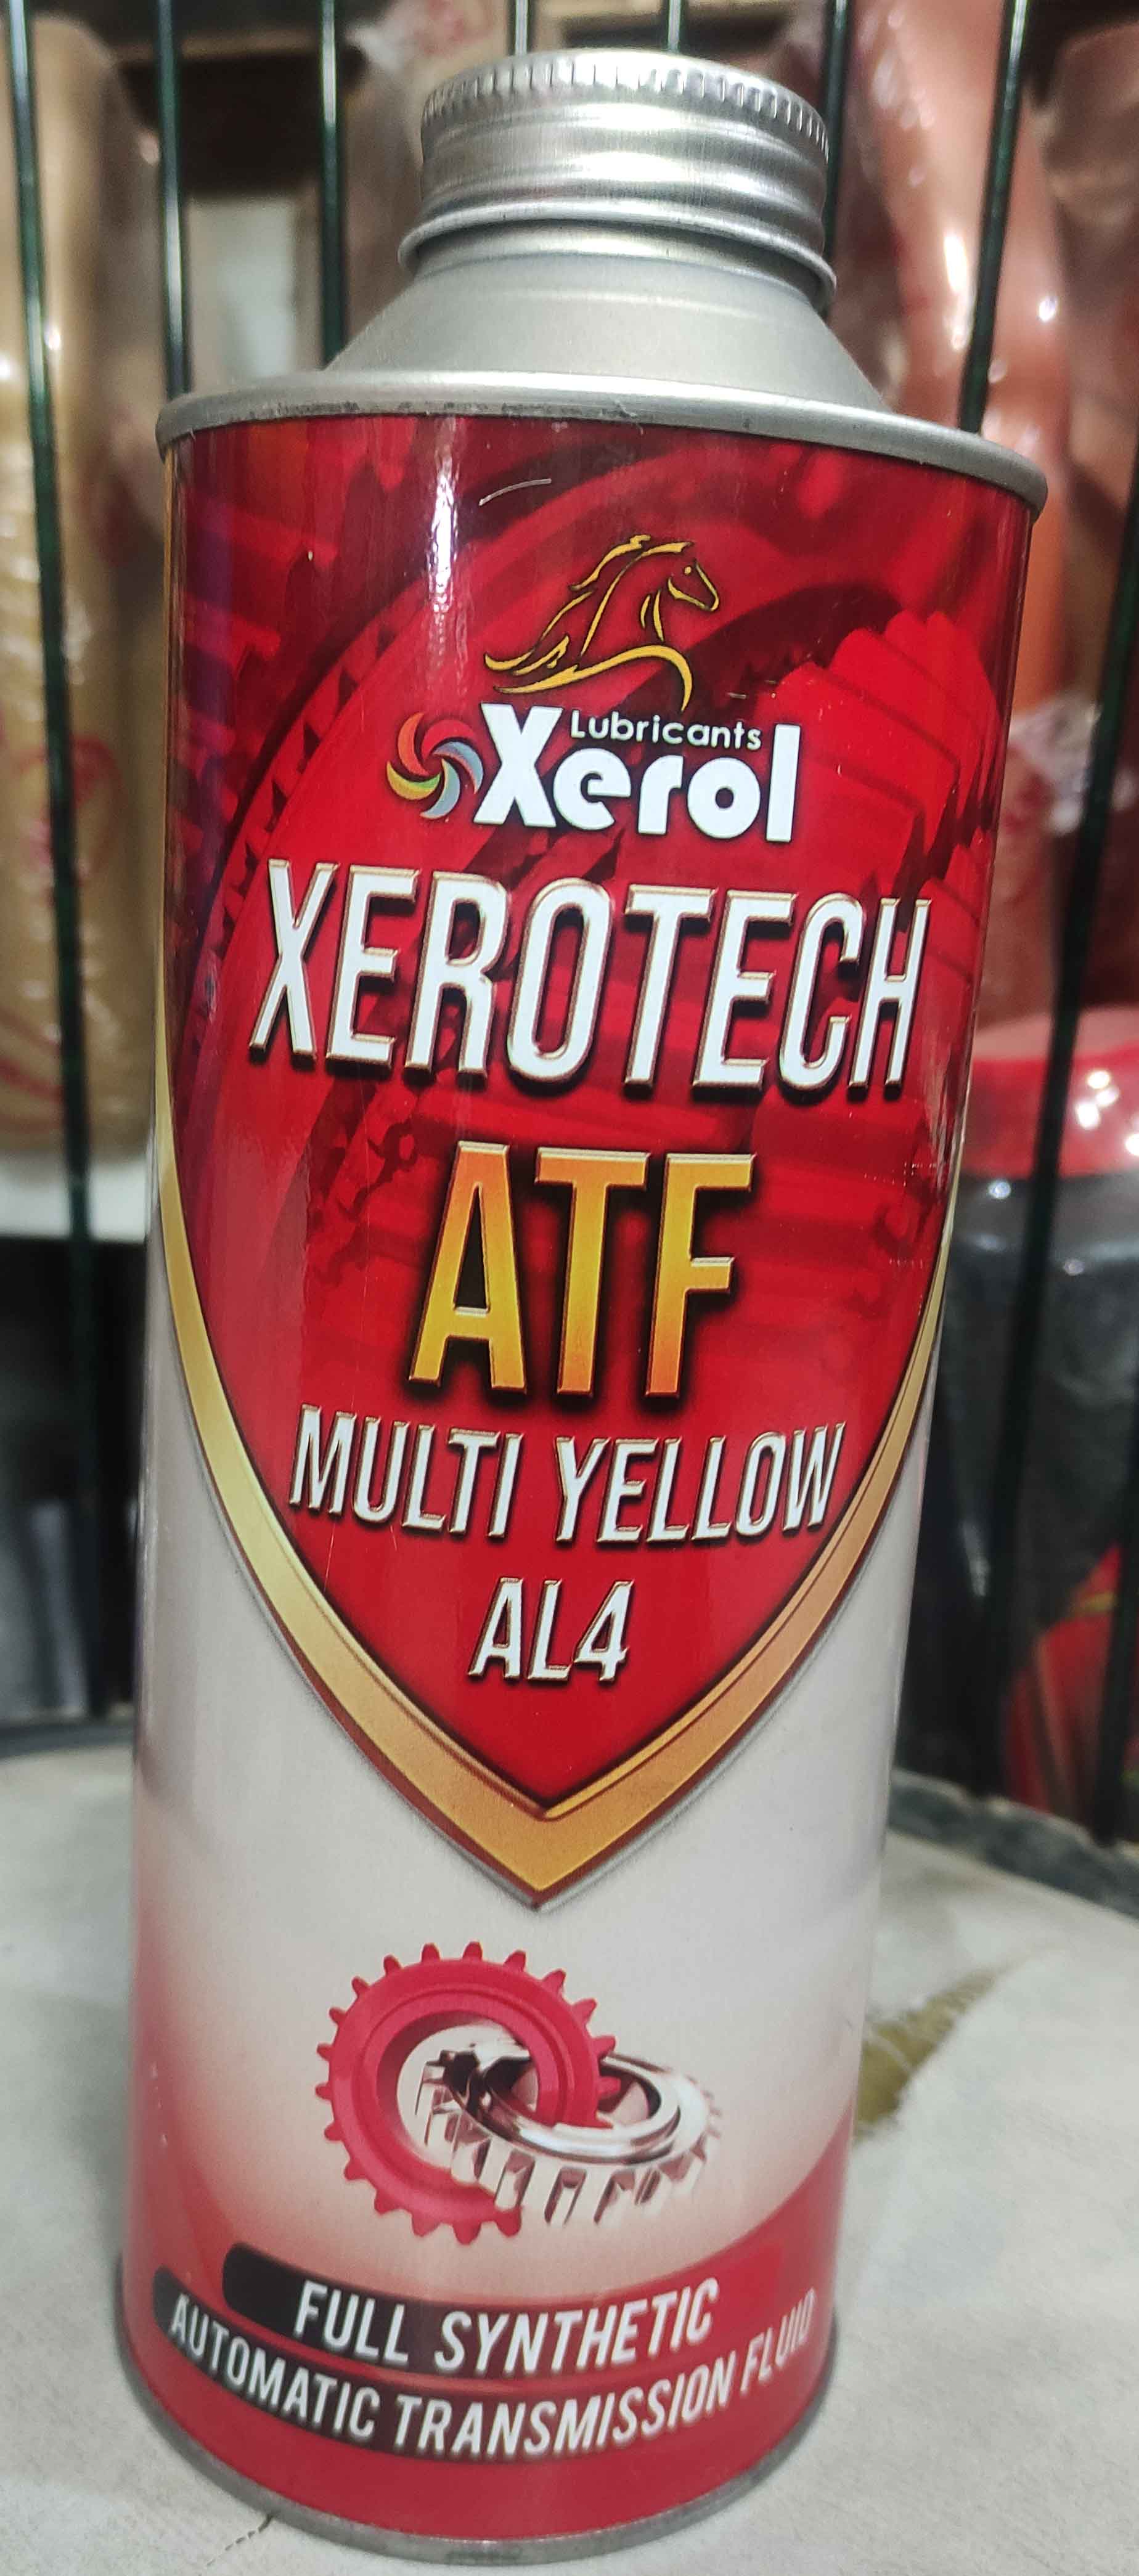 Lubricants
Xerol
XEROTECH
ATF
MULTI YELLOW
AL4
FULL SYNTHETIC
AUTOMATIC TRANSMISSION FLUID